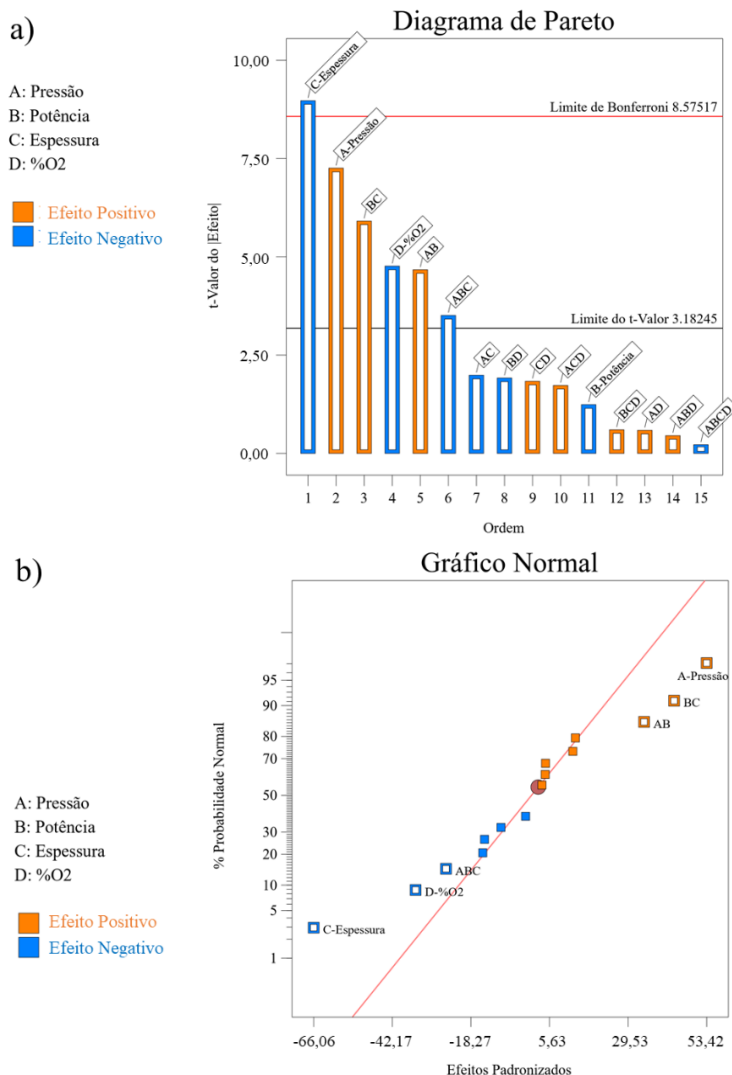 a)
Diagrama de Pareto
A: Pressão
B: Potência
C: Espessura
D: %O2
Efeito Positivo
Efeito Negativo
t-Valor do |Efeito|
10,00
7,50
5,00
2,50
0,00
C-Espessura
A-Pressão
BC
D-%O2
AB
ABC
AC
BD
CD
ACD
B-Potência
BCD
AD
ABD
ABCD
Limite de Bonferroni 8.57517
Limite do t-Valor 3.18245
1 2 3 4 5 6 7 8 9 10 11 12 13 14 15
Ordem
b)
Gráfico Normal
A: Pressão
B: Potência
C: Espessura
D: %O2
Efeito Positivo
Efeito Negativo
% Probabilidade Normal
95
90
80
70
50
30
20
10
5
1
A-Pressão
BC
AB
ABC
D-%O2
C-Espessura
-66,06 -42,17 -18,27 5,63 29,53 53,42
Efeitos Padronizados